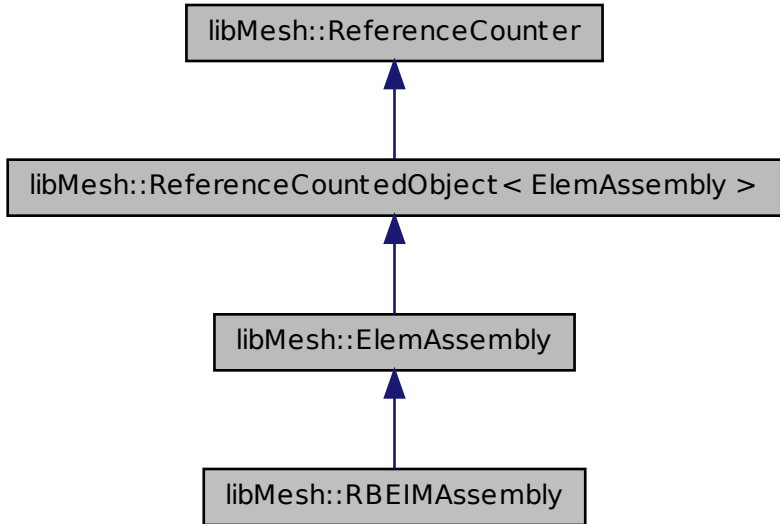 libMesh::ReferenceCounter
libMesh::ReferenceCountedObject< ElemAssembly >
libMesh::ElemAssembly
libMesh::RBEIMAssembly